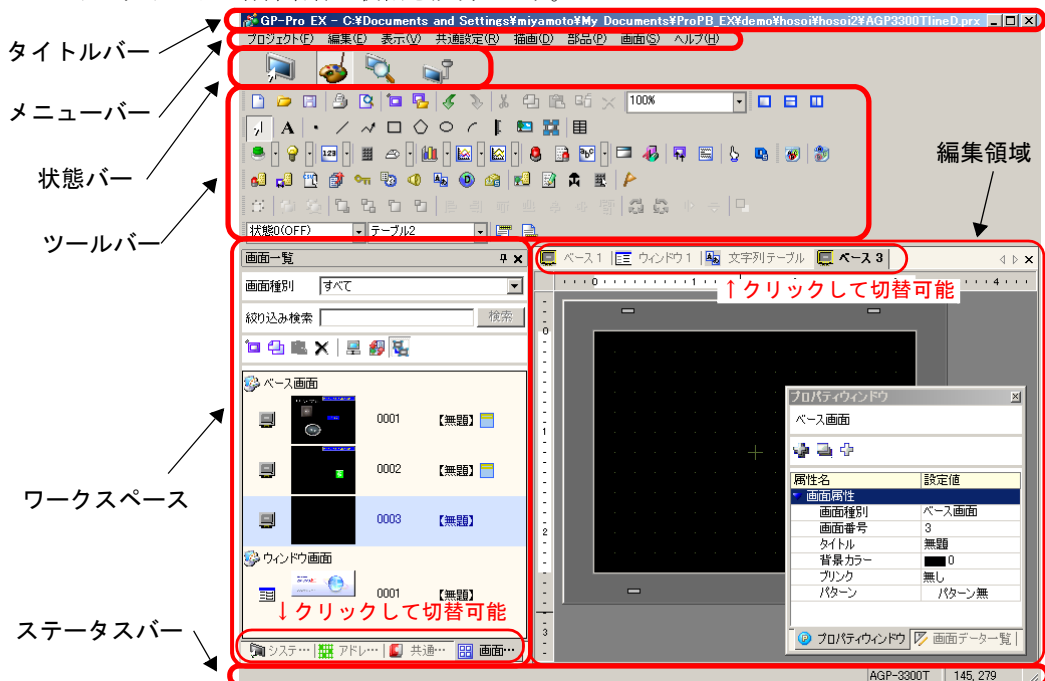 GP-Pro EX - C:¥Documents and Settings¥miyamoto¥My Documents¥ProPB_EX¥demo¥hosoi¥hosoi2¥AGP3300TlineD.prx
タイトルバー
プロジェクト(F) 編集(E) 表示(V) 共通設定(R) 描画(D) 部品(P) 画面(S) ヘルプ(H)
メニューバー
状態バー
ツールバー
100%
編集領域
状態0(OFF) テーブル2
画面一覧
ベース 1 ウィンドウ 1 文字列テーブル ベース 3
画面種別 すべて
↑クリックして切替可能
絞り込み検索 検索
ベース画面
0001 【無題】
0002 【無題】
0003 【無題】
ウィンドウ画面
0001 【無題】
↓クリックして切替可能
ワークスペース
プロパティウィンドウ
ベース画面
属性名 設定値
画面属性
画面種別 ベース画面
画面番号 3
タイトル 無題
背景カラー 0
ブリンク 無し
パターン パターン無
プロパティウィンドウ 画面データ一覧
システ… アドレ… 共通… 画面…
ステータスバー
AGP-3300T 145, 279